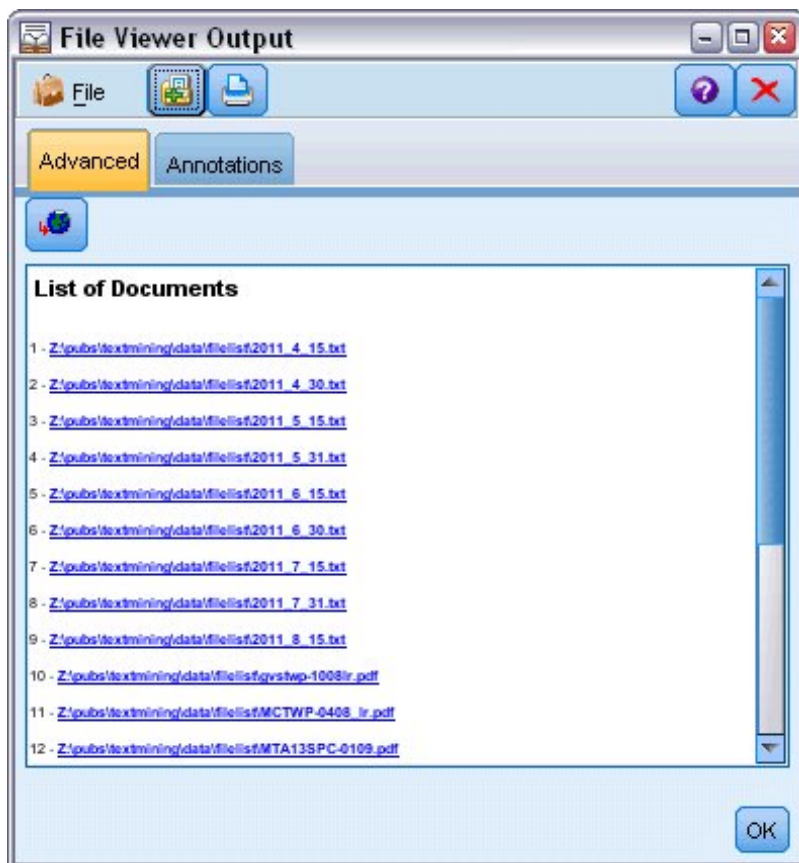 File Viewer Output
File
Advanced Annotations
List of Documents
1 - Z:\pubs\textmining\data\filelist\2011_4_15.txt
2 - Z:\pubs\textmining\data\filelist\2011_4_30.txt
3 - Z:\pubs\textmining\data\filelist\2011_5_15.txt
4 - Z:\pubs\textmining\data\filelist\2011_5_31.txt
5 - Z:\pubs\textmining\data\filelist\2011_6_15.txt
6 - Z:\pubs\textmining\data\filelist\2011_6_30.txt
7 - Z:\pubs\textmining\data\filelist\2011_7_15.txt
8 - Z:\pubs\textmining\data\filelist\2011_7_31.txt
9 - Z:\pubs\textmining\data\filelist\2011_8_15.txt
10 - Z:\pubs\textmining\data\filelist\gvstwp-1008lr.pdf
11 - Z:\pubs\textmining\data\filelist\MCTWP-0408_lr.pdf
12 - Z:\pubs\textmining\data\filelist\MTA13SPC-0109.pdf
OK